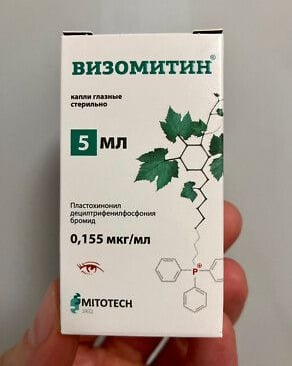 ВИЗОМИТИН®
капли глазные
стерильно
5 МЛ
Пластохинонил
децилтрифенилфосфония
бромид
0,155 мкг/мл
P
+
MITOTECH